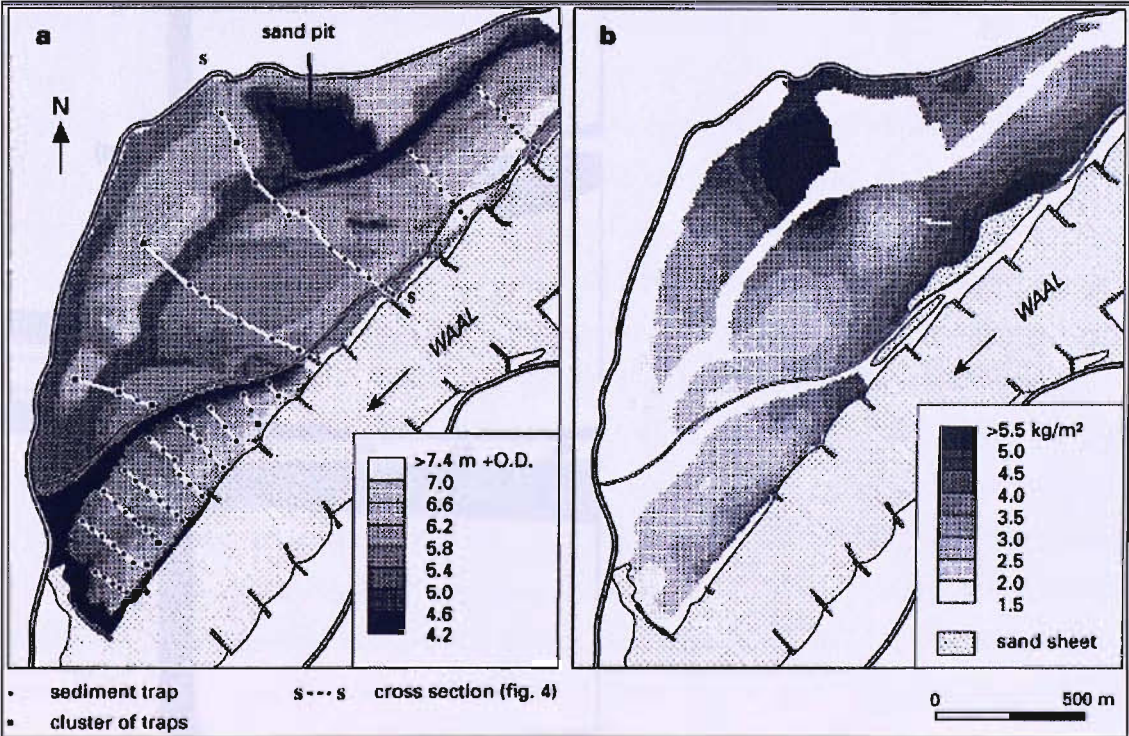 a
sand pit
s
N
s
WAAL
>7.4 m +O.D.
7.0
6.6
6.2
5.8
5.4
5.0
4.6
4.2
b
WAAL
>5.5 kg/m²
5.0
4.5
4.0
3.5
3.0
2.5
2.0
1.5
sand sheet
• sediment trap
s---s cross section (fig. 4)
▪ cluster of traps
0 500 m